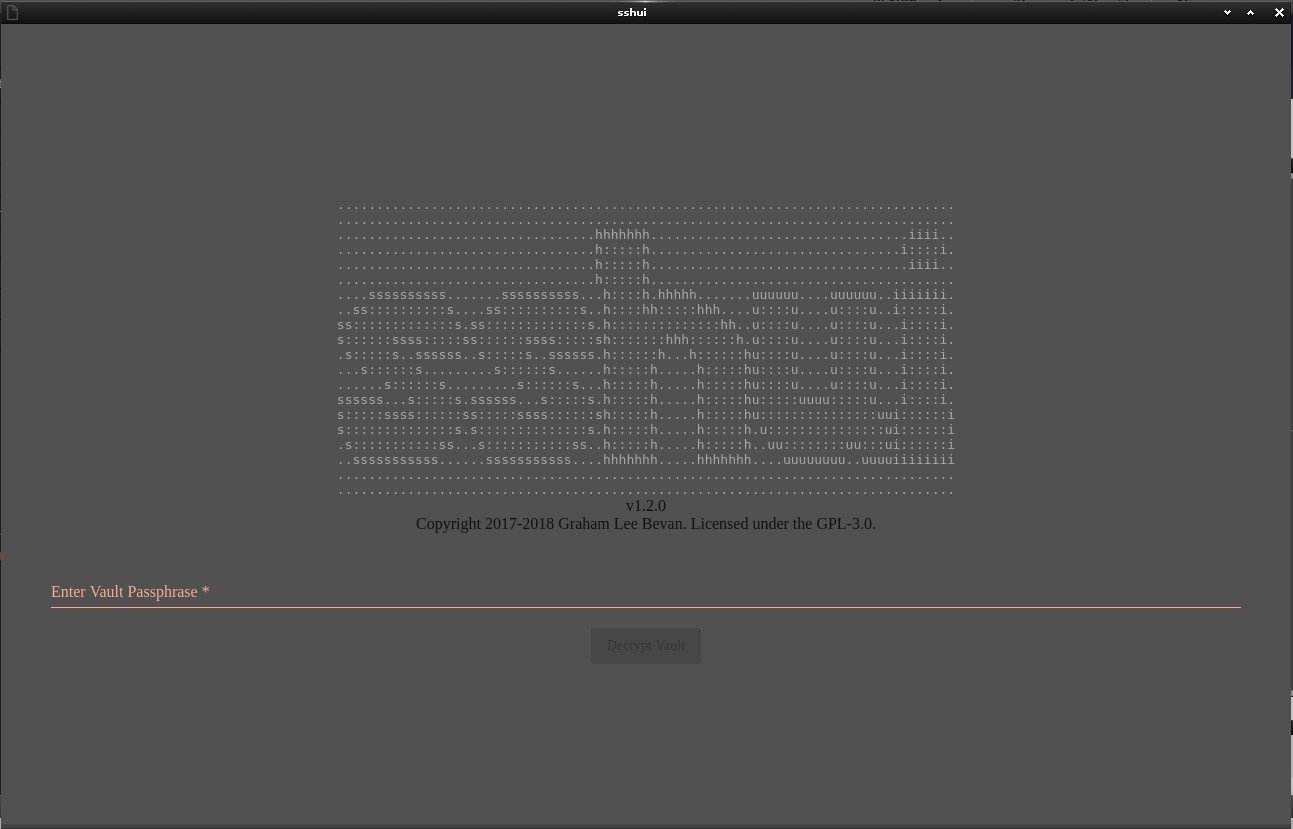 sshui
...............................................................................
...............................................................................
.................................hhhhhhh.................................iiii..
.................................h:::::h................................i::::i.
.................................h:::::h.................................iiii..
.................................h:::::h.......................................
....ssssssssss.......ssssssssss...h::::h.hhhhh.......uuuuuu....uuuuuu..iiiiiii.
..ss::::::::::s....ss::::::::::s..h::::hh:::::hhh....u::::u....u::::u..i:::::i.
ss:::::::::::::s.ss:::::::::::::s.h::::::::::::::hh..u::::u....u::::u...i::::i.
s::::::ssss:::::ss::::::ssss:::::sh:::::::hhh::::::h.u::::u....u::::u...i::::i.
.s:::::s..ssssss..s:::::s..ssssss.h::::::h...h::::::hu::::u....u::::u...i::::i.
...s::::::s.........s::::::s......h:::::h.....h:::::hu::::u....u::::u...i::::i.
......s::::::s.........s::::::s...h:::::h.....h:::::hu::::u....u::::u...i::::i.
ssssss...s:::::s.ssssss...s:::::s.h:::::h.....h:::::hu:::::uuuu:::::u...i::::i.
s:::::ssss::::::ss:::::ssss::::::sh:::::h.....h:::::hu:::::::::::::::uui::::::i
s::::::::::::::s.s::::::::::::::s.h:::::h.....h:::::h.u:::::::::::::::ui::::::i
.s:::::::::::ss...s:::::::::::ss..h:::::h.....h:::::h..uu::::::::uu:::ui::::::i
..sssssssssss......sssssssssss....hhhhhhh.....hhhhhhh....uuuuuuuu..uuuuiiiiiiii
...............................................................................
...............................................................................
v1.2.0
Copyright 2017-2018 Graham Lee Bevan. Licensed under the GPL-3.0.
Enter Vault Passphrase *
Decrypt Vault